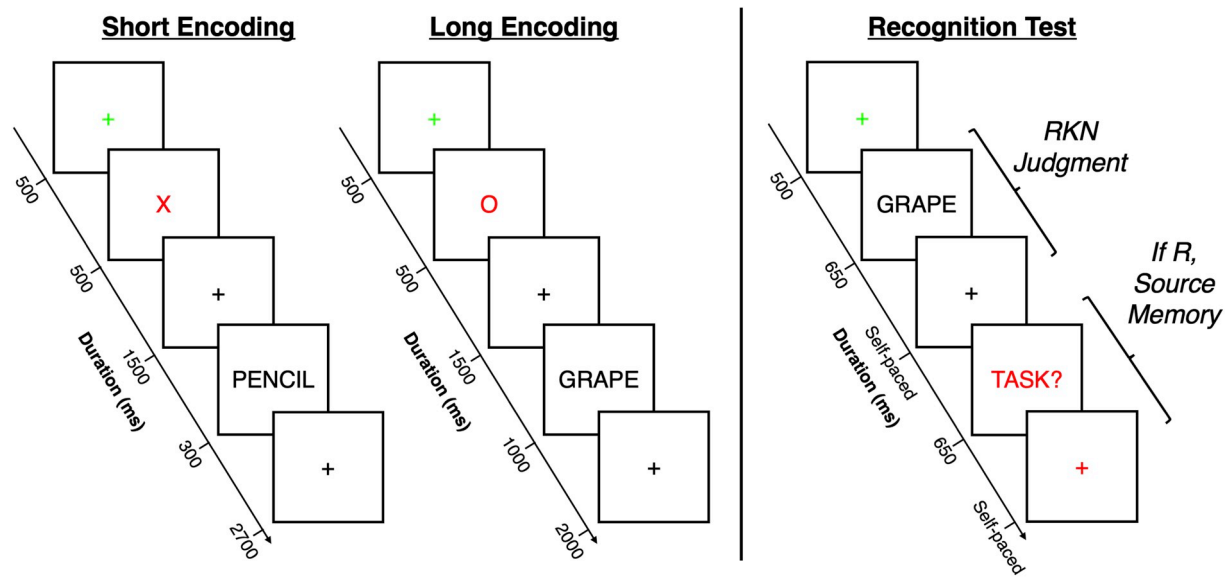 Short Encoding
+
X
+
PENCIL
+
500
500
1500
300
2700
Duration (ms)
Long Encoding
+
O
+
GRAPE
+
500
500
1500
1000
2000
Duration (ms)
Recognition Test
+
GRAPE
+
TASK?
+
500
650
Self-paced
650
Self-paced
Duration (ms)
RKN
Judgment
If R,
Source
Memory